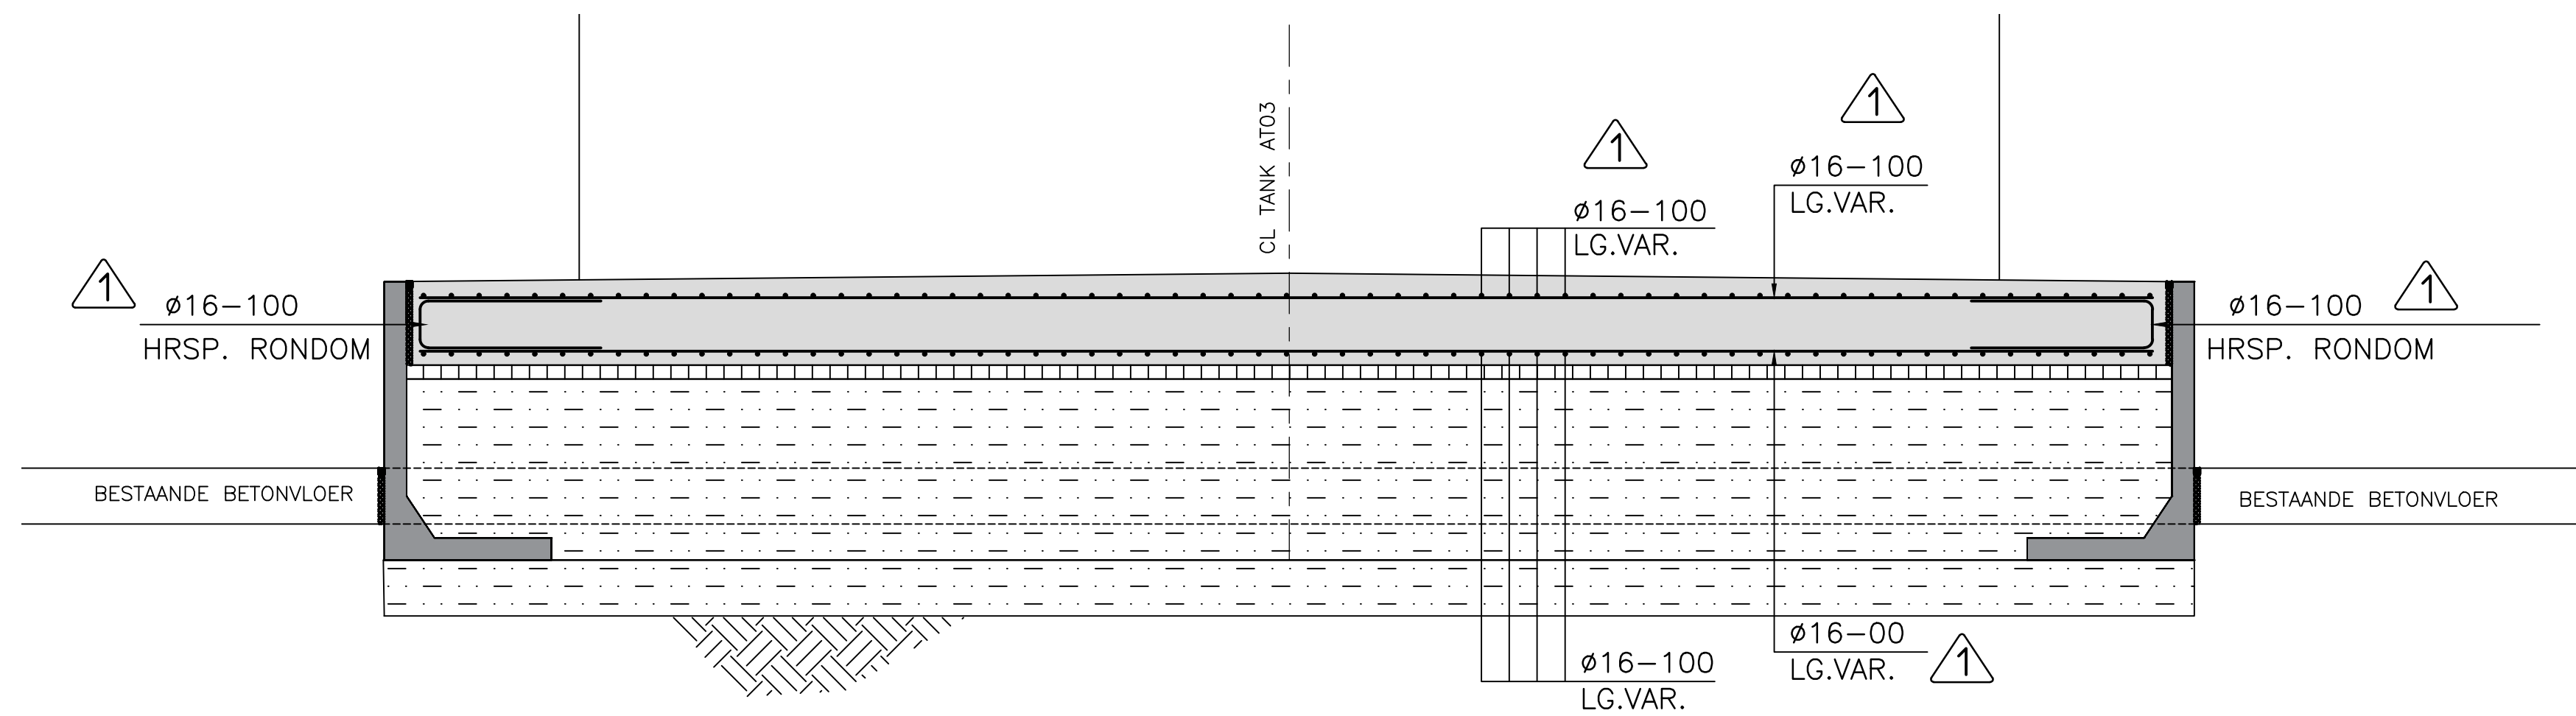 CL TANK AT03
1
1
ø16-100
LG.VAR.
ø16-100
LG.VAR.
1
ø16-100
HRSP. RONDOM
ø16-100
1
HRSP. RONDOM
BESTAANDE BETONVLOER
BESTAANDE BETONVLOER
ø16-00
LG.VAR.
1
ø16-100
LG.VAR.